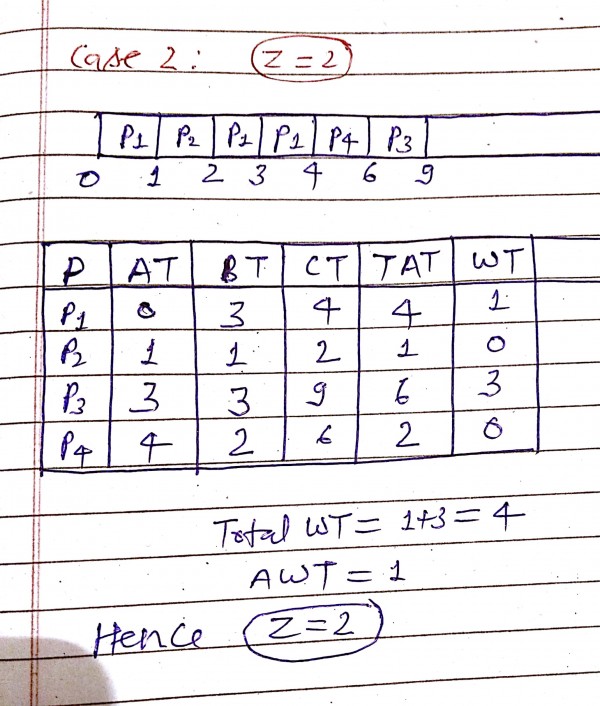 Case 2: Z=2
P1 P2 P1 P1 P4 P3
0 1 2 3 4 6 9
P AT BT CT TAT WT
P1 0 3 4 4 1
P2 1 1 2 1 0
P3 3 3 9 6 3
P4 4 2 6 2 0
Total WT = 1+3 = 4
AWT = 1
Hence Z=2